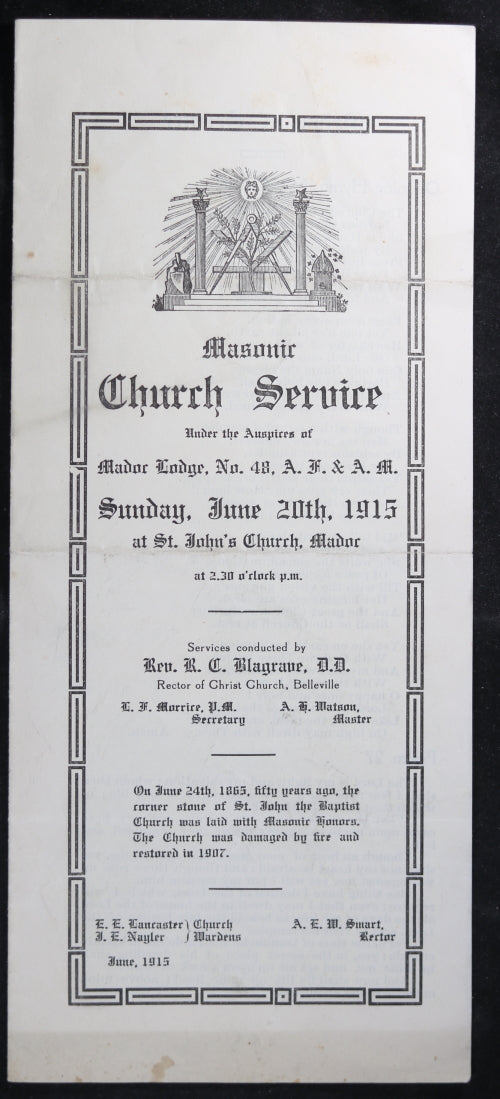 Masonic
Church Service
Under the Auspices of
Madoc Lodge, No. 48, A. F. & A. M.
Sunday, June 20th, 1915
at St. John's Church, Madoc
at 2.30 o'clock p.m.
Services conducted by
Rev. R. C. Blagrave, D.D.
Rector of Christ Church, Belleville
L. F. Morrice, P.M. A. H. Watson,
Secretary Master
On June 24th, 1865, fifty years ago, the
corner stone of St. John the Baptist
Church was laid with Masonic Honors.
The Church was damaged by fire and
restored in 1907.
E. E. Lancaster ) Church A. E. W. Smart,
J. E. Nayler ) Wardens Rector
June, 1915